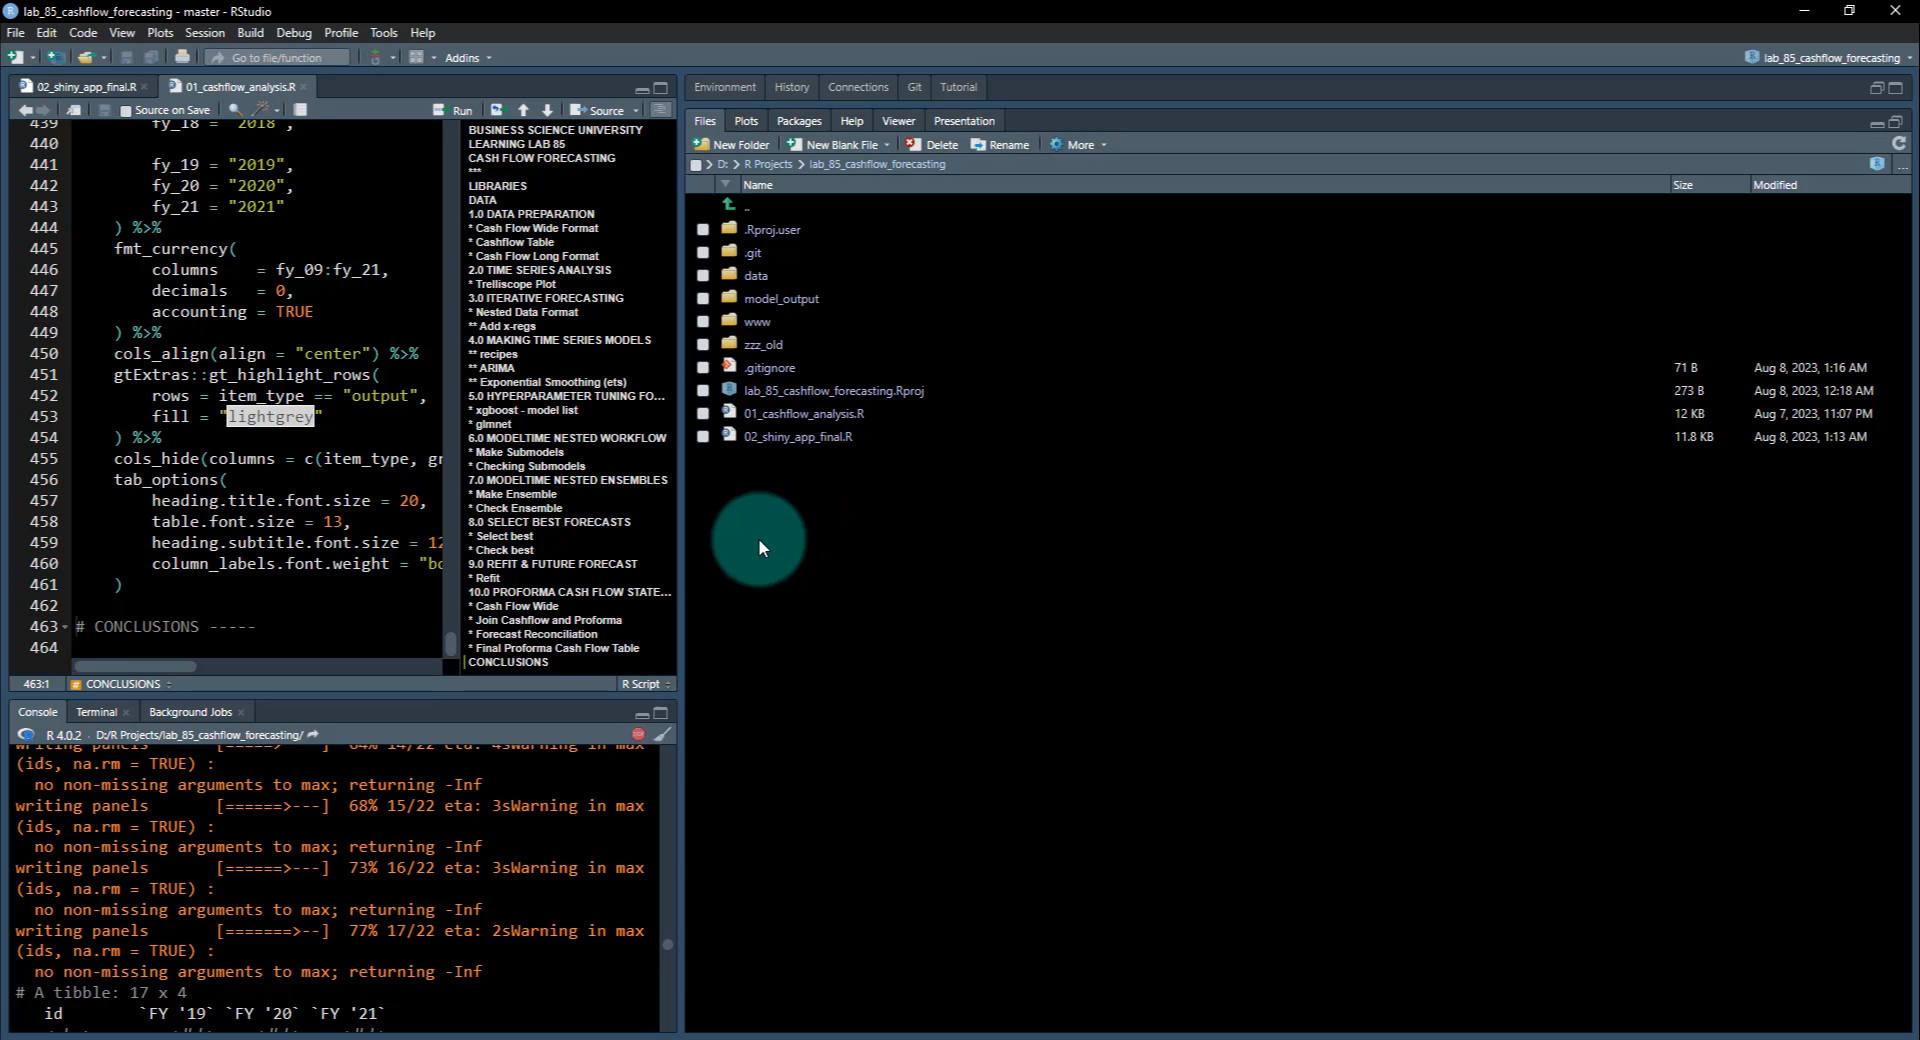 lab_85_cashflow_forecasting - master - RStudio
File Edit Code View Plots Session Build Debug Profile Tools Help
Go to file/function Addins lab_85_cashflow_forecasting
02_shiny_app_final.R 01_cashflow_analysis.R
Source on Save Run Source
439 fy_18 = "2018",
440
441 fy_19 = "2019",
442 fy_20 = "2020",
443 fy_21 = "2021"
444 ) %>%
445 fmt_currency(
446 columns = fy_09:fy_21,
447 decimals = 0,
448 accounting = TRUE
449 ) %>%
450 cols_align(align = "center") %>%
451 gtExtras::gt_highlight_rows(
452 rows = item_type == "output",
453 fill = "lightgrey"
454 ) %>%
455 cols_hide(columns = c(item_type, gr
456 tab_options(
457 heading.title.font.size = 20,
458 table.font.size = 13,
459 heading.subtitle.font.size = 12
460 column_labels.font.weight = "bo
461 )
462
463 # CONCLUSIONS -----
464
BUSINESS SCIENCE UNIVERSITY
LEARNING LAB 85
CASH FLOW FORECASTING
***
LIBRARIES
DATA
1.0 DATA PREPARATION
* Cash Flow Wide Format
* Cashflow Table
* Cash Flow Long Format
2.0 TIME SERIES ANALYSIS
* Trelliscope Plot
3.0 ITERATIVE FORECASTING
* Nested Data Format
** Add x-regs
4.0 MAKING TIME SERIES MODELS
** recipes
** ARIMA
** Exponential Smoothing (ets)
5.0 HYPERPARAMETER TUNING FO...
* xgboost - model list
* glmnet
6.0 MODELTIME NESTED WORKFLOW
* Make Submodels
* Checking Submodels
7.0 MODELTIME NESTED ENSEMBLES
* Make Ensemble
* Check Ensemble
8.0 SELECT BEST FORECASTS
* Select best
* Check best
9.0 REFIT & FUTURE FORECAST
* Refit
10.0 PROFORMA CASH FLOW STATE...
* Cash Flow Wide
* Join Cashflow and Proforma
* Forecast Reconciliation
* Final Proforma Cash Flow Table
CONCLUSIONS
463:1 CONCLUSIONS R Script
Console Terminal Background Jobs
R 4.0.2 · D:/R Projects/lab_85_cashflow_forecasting/
writing panels [=====>----] 64% 14/22 eta: 4sWarning in max
(ids, na.rm = TRUE) :
no non-missing arguments to max; returning -Inf
writing panels [======>---] 68% 15/22 eta: 3sWarning in max
(ids, na.rm = TRUE) :
no non-missing arguments to max; returning -Inf
writing panels [======>---] 73% 16/22 eta: 3sWarning in max
(ids, na.rm = TRUE) :
no non-missing arguments to max; returning -Inf
writing panels [=======>--] 77% 17/22 eta: 2sWarning in max
(ids, na.rm = TRUE) :
no non-missing arguments to max; returning -Inf
# A tibble: 17 x 4
id `FY '19` `FY '20` `FY '21`
Environment History Connections Git Tutorial
Files Plots Packages Help Viewer Presentation
New Folder New Blank File Delete Rename More
D: > R Projects > lab_85_cashflow_forecasting ...
Name Size Modified
..
.Rproj.user
.git
data
model_output
www
zzz_old
.gitignore 71 B Aug 8, 2023, 1:16 AM
lab_85_cashflow_forecasting.Rproj 273 B Aug 8, 2023, 12:18 AM
01_cashflow_analysis.R 12 KB Aug 7, 2023, 11:07 PM
02_shiny_app_final.R 11.8 KB Aug 8, 2023, 1:13 AM